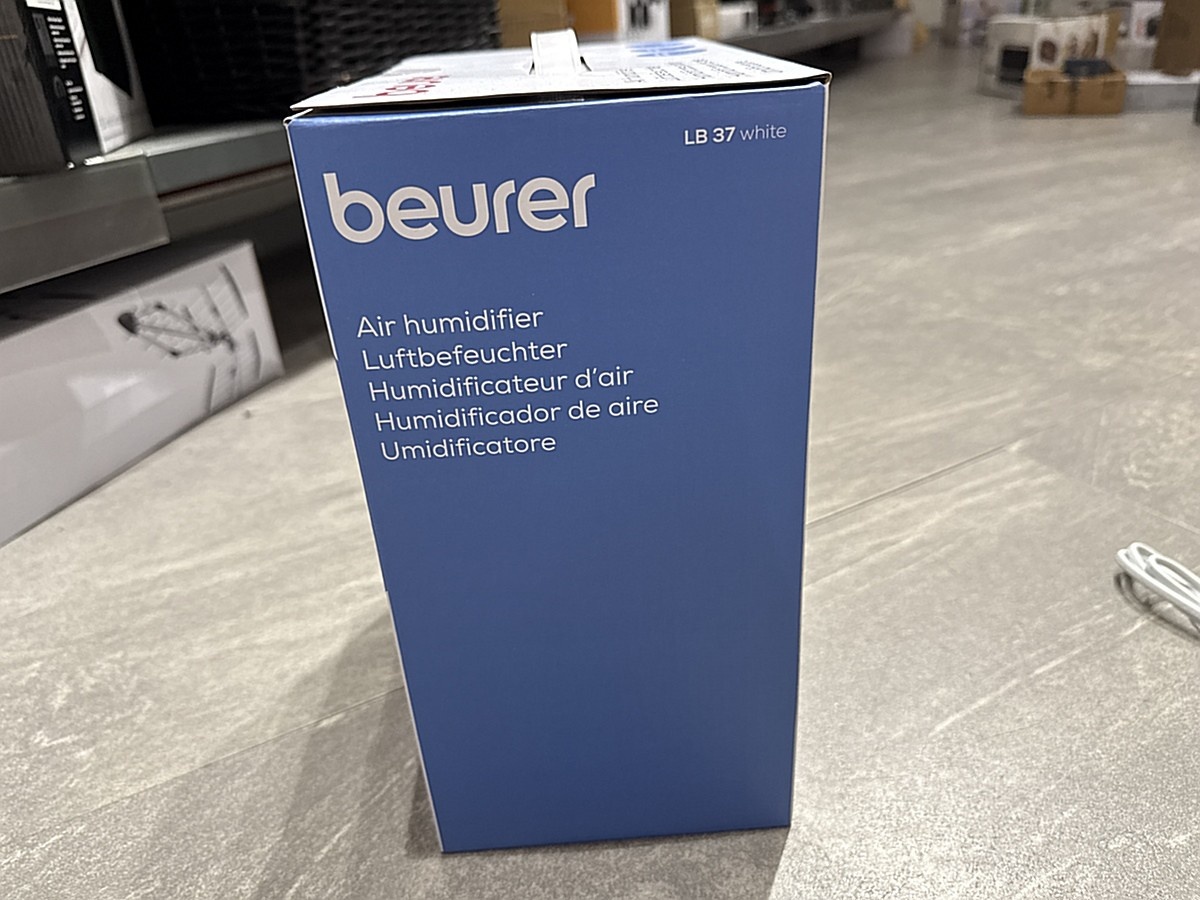 LB 37 white
beurer
Air humidifier
Luftbefeuchter
Humidificateur d'air
Humidificador de aire
Umidificatore